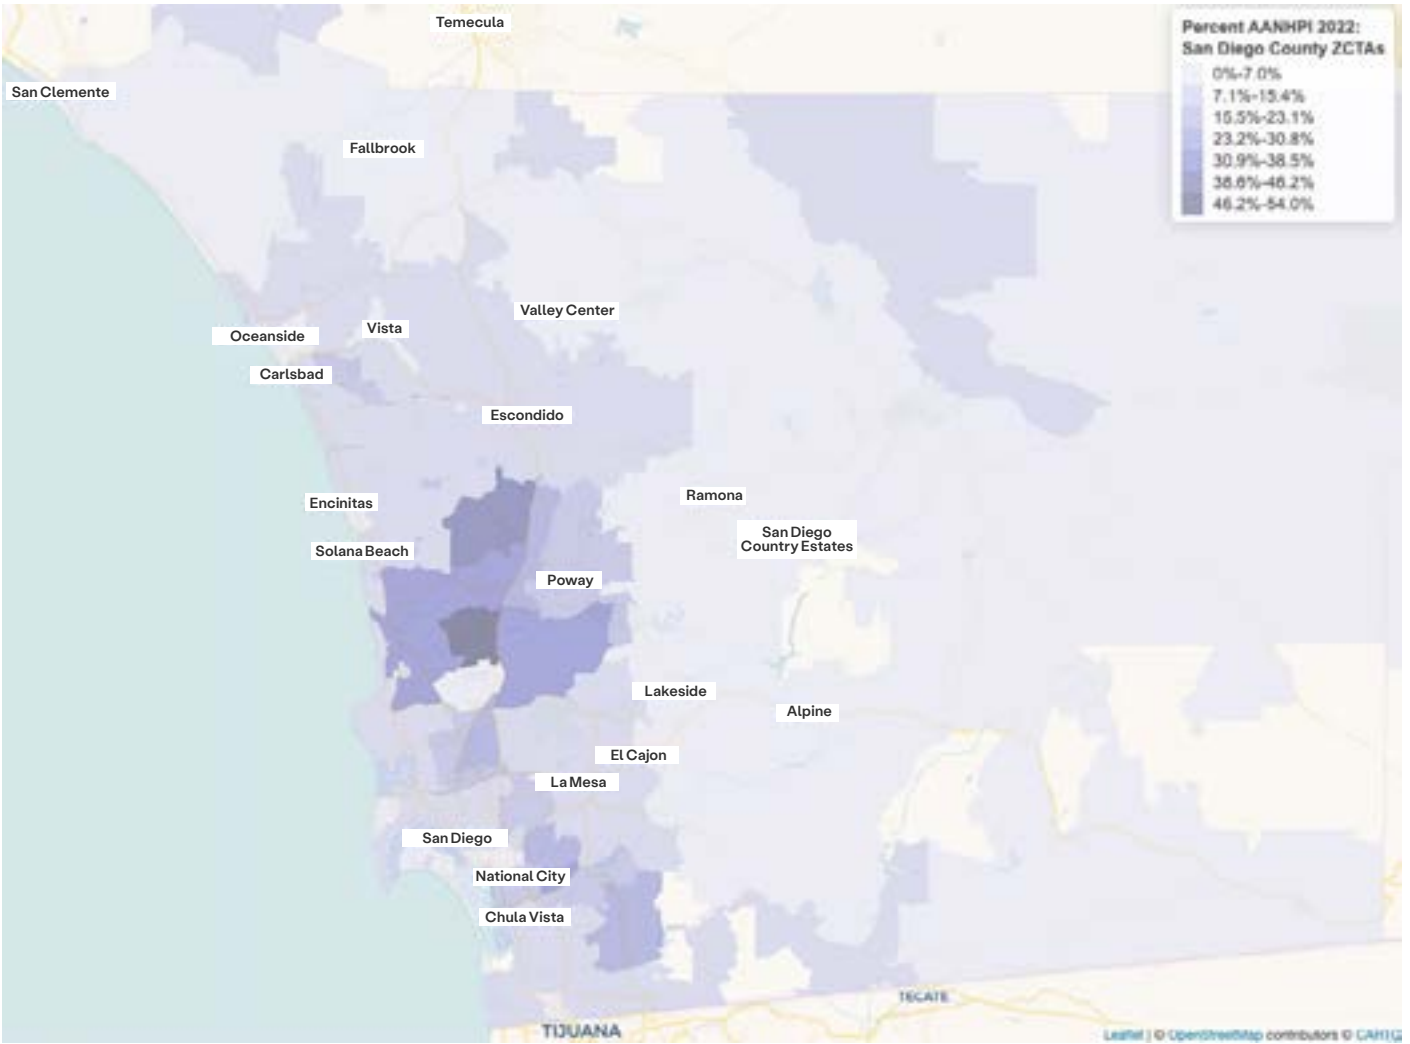 Temecula
Percent AANHPI 2022:
San Diego County ZCTAs
0%-7.0%
7.1%-15.4%
15.5%-23.1%
23.2%-30.8%
30.9%-38.5%
38.6%-46.2%
46.2%-54.0%
San Clemente
Fallbrook
Valley Center
Vista
Oceanside
Carlsbad
Escondido
Encinitas
Ramona
San Diego
Country Estates
Solana Beach
Poway
Lakeside
Alpine
El Cajon
La Mesa
San Diego
National City
Chula Vista
TECATE
TIJUANA
Leaflet | © OpenStreetMap contributors ©